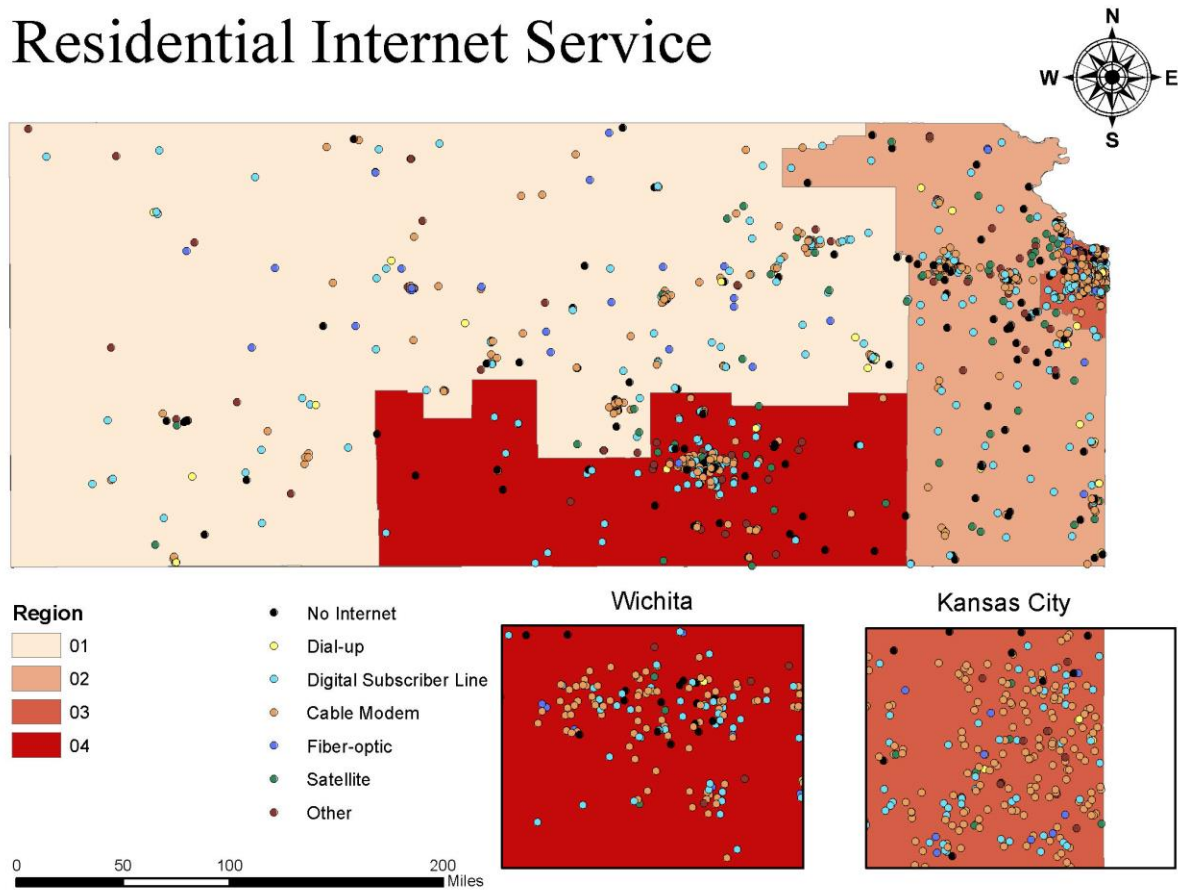 Residential Internet Service
N
W E
S
Region
01
02
03
04
No Internet
Dial-up
Digital Subscriber Line
Cable Modem
Fiber-optic
Satellite
Other
0 50 100 200
Miles
Wichita
Kansas City